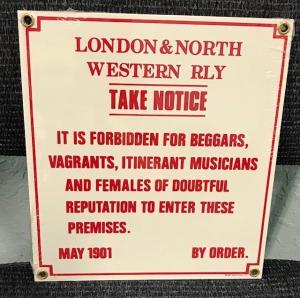 LONDON & NORTH
WESTERN RLY
TAKE NOTICE
IT IS FORBIDDEN FOR BEGGARS,
VAGRANTS, ITINERANT MUSICIANS
AND FEMALES OF DOUBTFUL
REPUTATION TO ENTER THESE
PREMISES.
MAY 1901 BY ORDER.